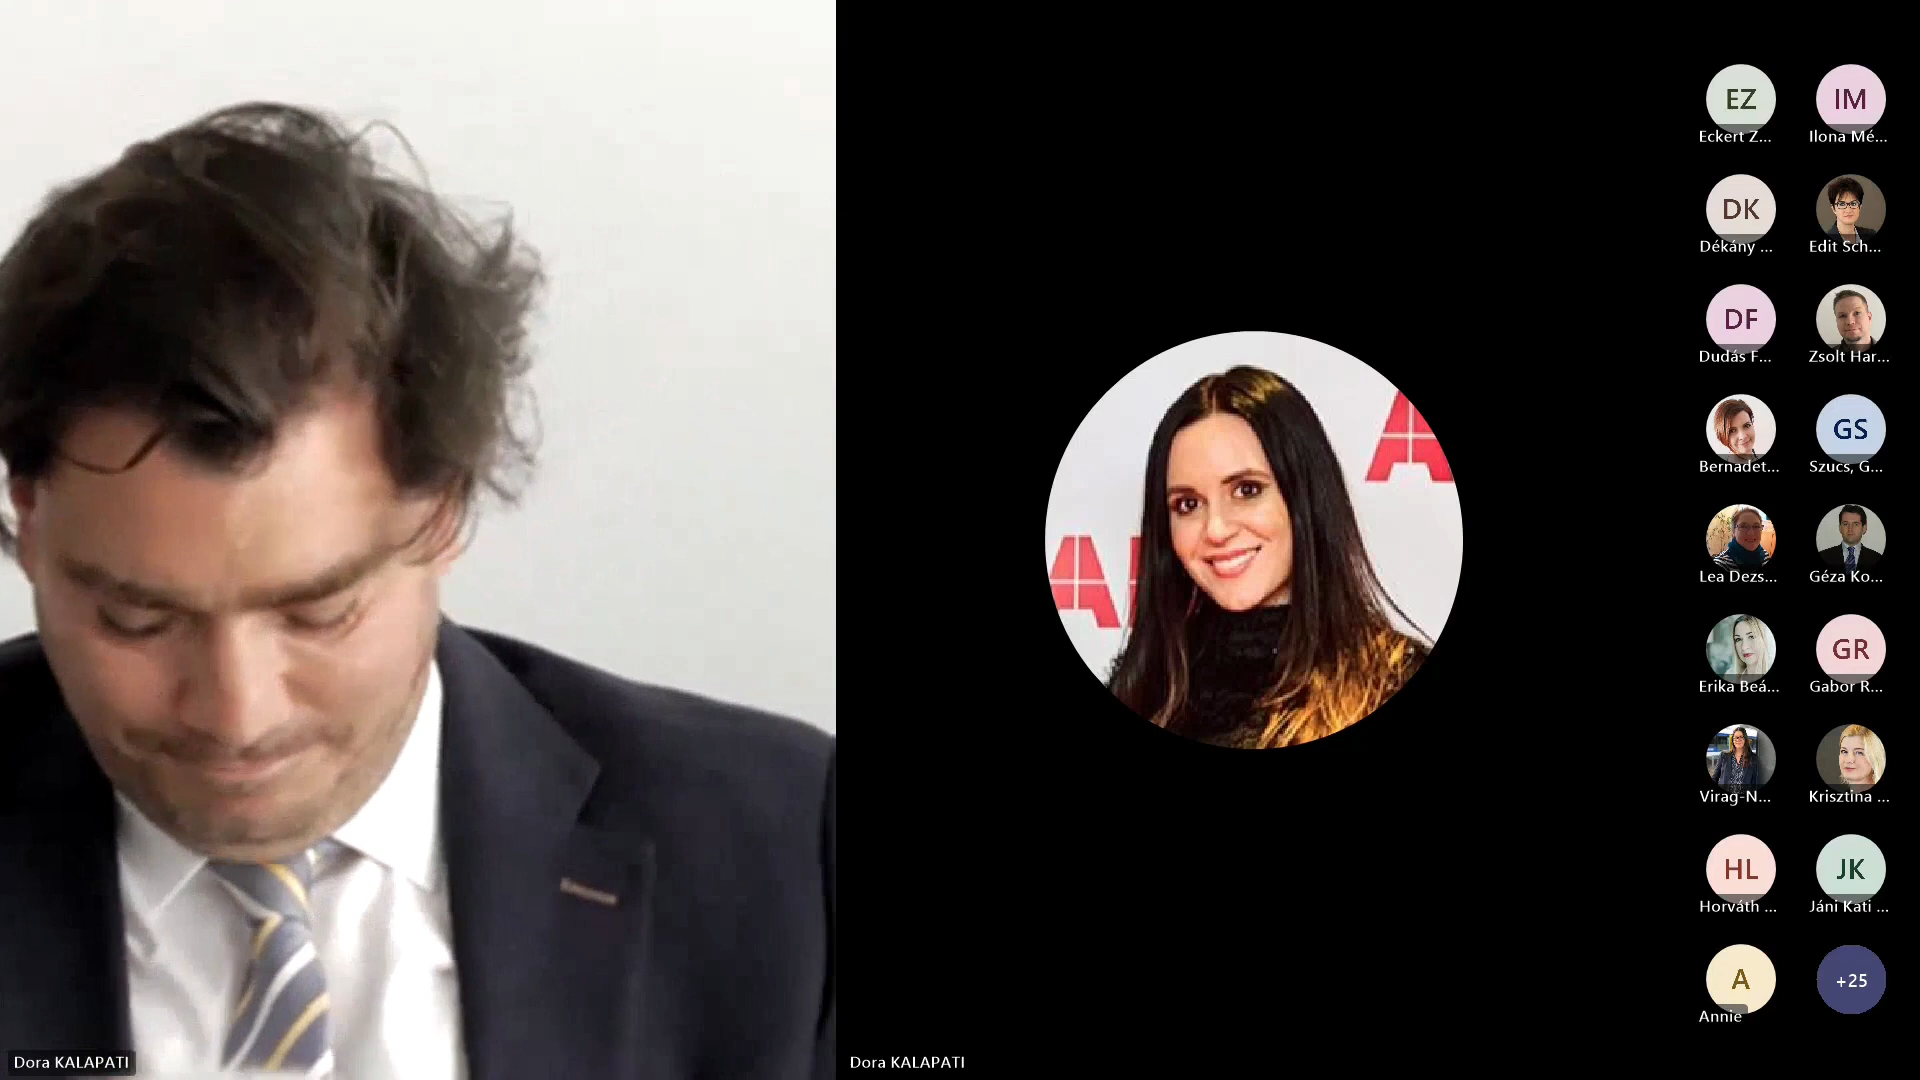 EZ
IM
Eckert Z...
Ilona Mé...
DK
Dékány ...
Edit Sch...
DF
Dudás F...
Zsolt Har...
GS
Bernadet...
Szucs, G...
Lea Dezs...
Géza Ko...
GR
Erika Beá...
Gabor R...
Virag-N...
Krisztina ...
HL
JK
Horváth ...
Jáni Kati ...
A
+25
Annie
Dora KALAPATI
Dora KALAPATI